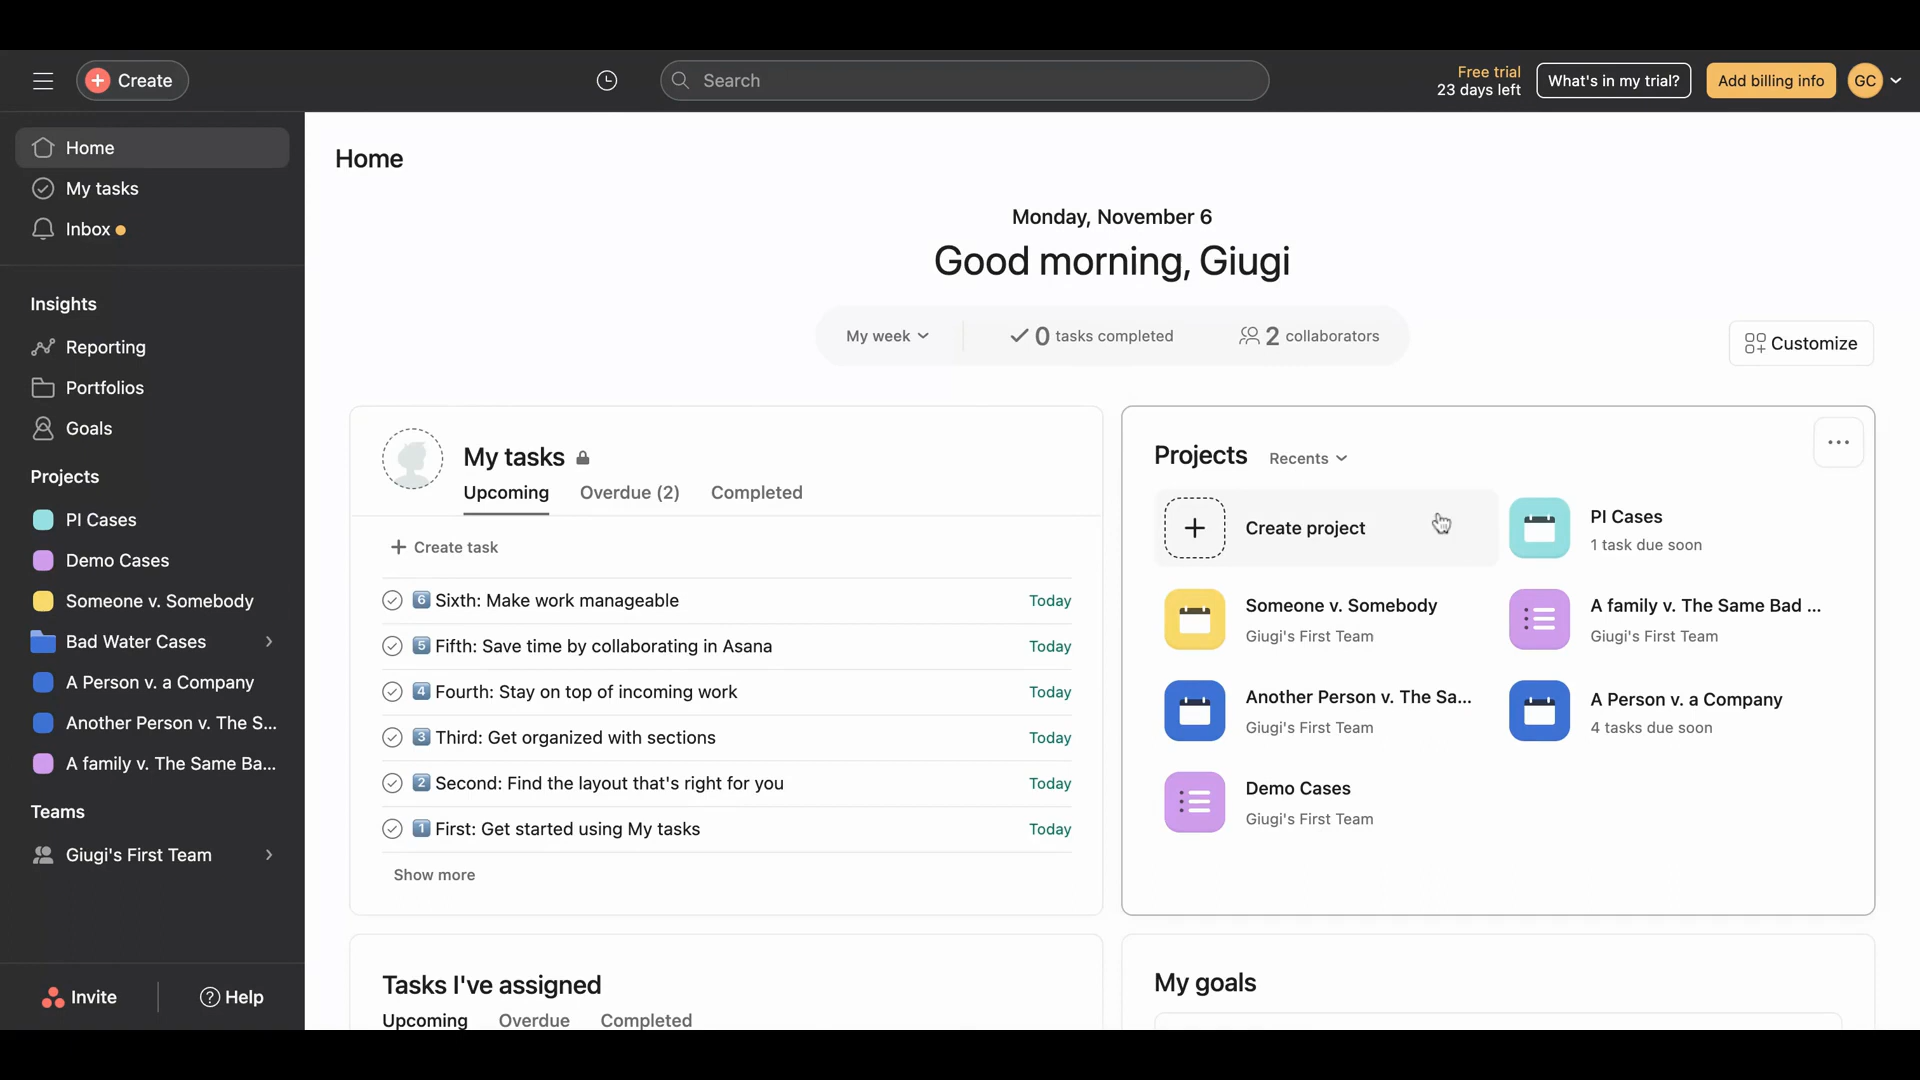 Create
Search
Free trial
23 days left
What's in my trial?
Add billing info
GC
Home
My tasks
Inbox
Insights
Reporting
Portfolios
Goals
Projects
PI Cases
Demo Cases
Someone v. Somebody
Bad Water Cases
A Person v. a Company
Another Person v. The S...
A family v. The Same Ba...
Teams
Giugi's First Team
Invite
Help
Home
Monday, November 6
Good morning, Giugi
My week
0 tasks completed
2 collaborators
Customize
My tasks
Upcoming
Overdue (2)
Completed
Create task
6 Sixth: Make work manageable Today
5 Fifth: Save time by collaborating in Asana Today
4 Fourth: Stay on top of incoming work Today
3 Third: Get organized with sections Today
2 Second: Find the layout that's right for you Today
1 First: Get started using My tasks Today
Show more
Projects
Recents
Create project
PI Cases
1 task due soon
Someone v. Somebody
Giugi's First Team
A family v. The Same Bad ...
Giugi's First Team
Another Person v. The Sa...
Giugi's First Team
A Person v. a Company
4 tasks due soon
Demo Cases
Giugi's First Team
Tasks I've assigned
Upcoming
Overdue
Completed
My goals